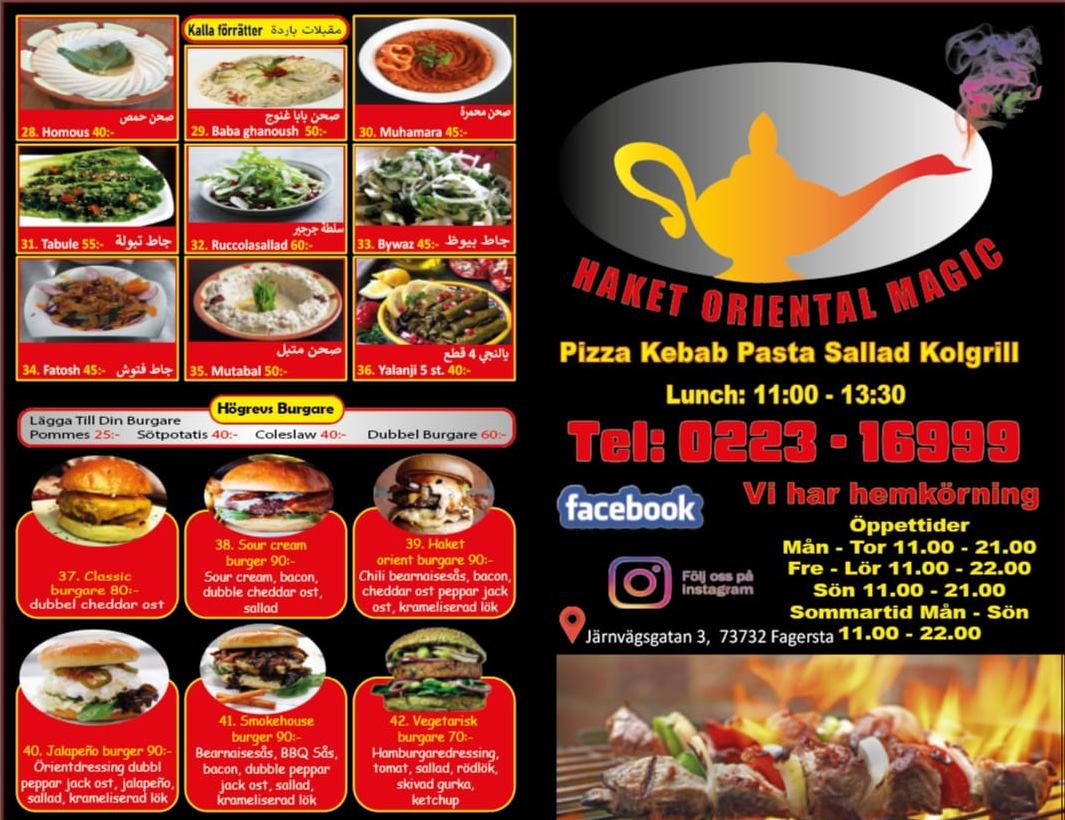 Kalla förrätter مقبلات باردة
صحن حمص
28. Homous 40:-
صحن بابا غنوج
29. Baba ghanoush 50:-
صحن محمرة
30. Muhamara 45:-
31. Tabule 55:- جاط تبولة
سلطة جرجير
32. Ruccolasallad 60:-
33. Bywaz 45:- جاط بيوظ
34. Fatosh 45:- جاط فتوش
صحن متبل
35. Mutabal 50:-
يالنجي 4 قطع
36. Yalanji 5 st. 40:-
Högrevs Burgare
Lägga Till Din Burgare
Pommes 25:- Sötpotatis 40:- Coleslaw 40:- Dubbel Burgare 60:-
37. Classic
burgare 80:-
dubbel cheddar ost
38. Sour cream
burger 90:-
Sour cream, bacon,
dubble cheddar ost,
sallad
39. Haket
orient burgare 90:-
Chili bearnaisesås, bacon,
cheddar ost peppar jack
ost, krameliserad lök
40. Jalapeño burger 90:-
Örientdressing dubbl
peppar jack ost, jalapeño,
sallad, krameliserad lök
41. Smokehouse
burger 90:-
Bearnaisesås, BBQ Sås,
bacon, dubble peppar
jack ost, sallad,
krameliserad lök
42. Vegetarisk
burgare 70:-
Hamburgaredressing,
tomat, sallad, rödlök,
skivad gurka,
ketchup
HAKET ORIENTAL MAGIC
Pizza Kebab Pasta Sallad Kolgrill
Lunch: 11:00 - 13:30
Tel: 0223 - 16999
facebook
Vi har hemkörning
Följ oss på
instagram
Öppettider
Mån - Tor 11.00 - 21.00
Fre - Lör 11.00 - 22.00
Sön 11.00 - 21.00
Sommartid Mån - Sön
11.00 - 22.00
Järnvägsgatan 3, 73732 Fagersta